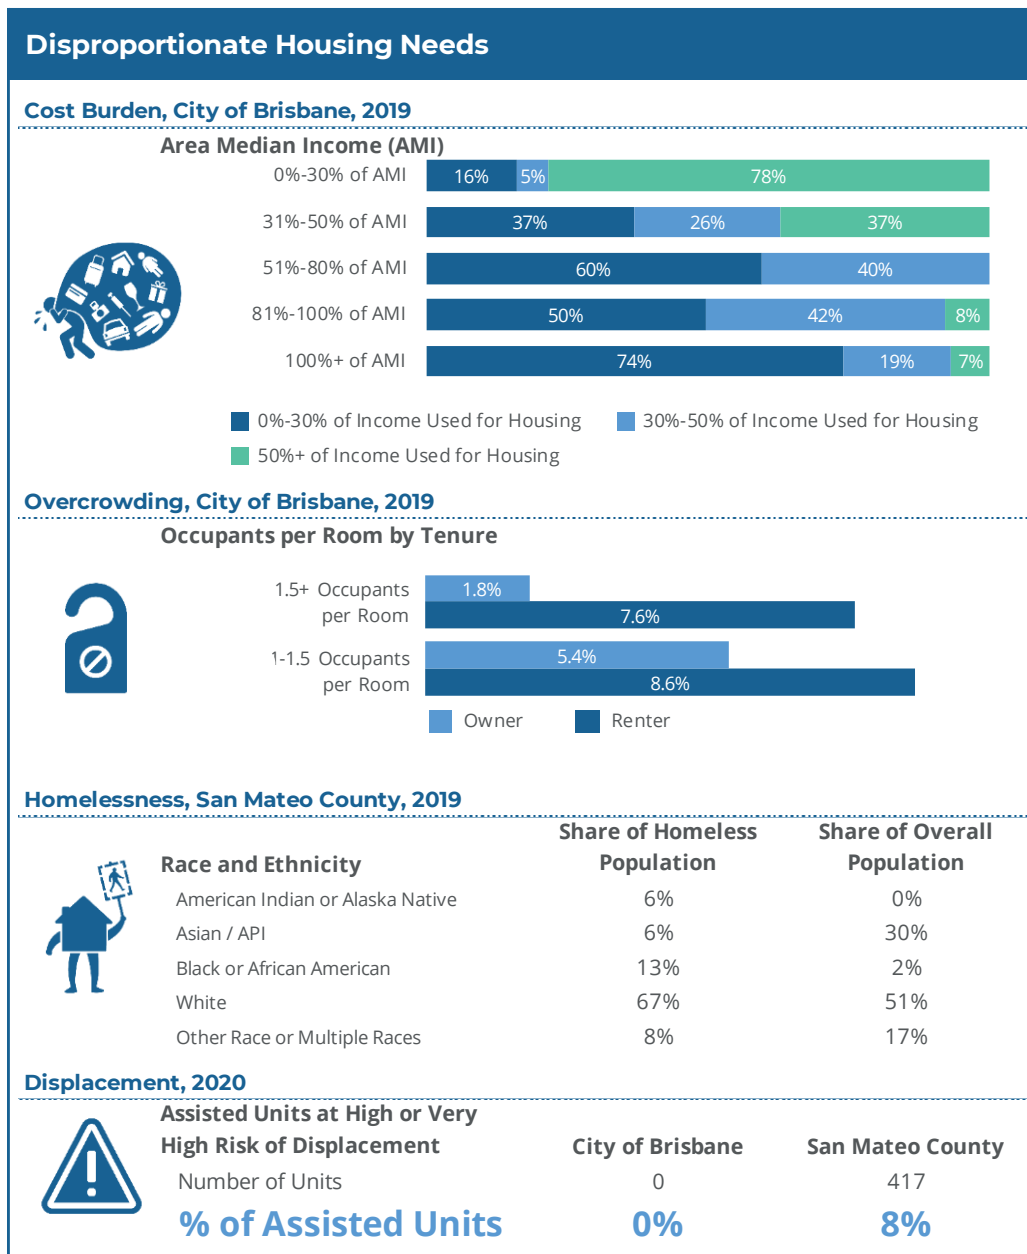 Disproportionate Housing Needs
Cost Burden, City of Brisbane, 2019
Area Median Income (AMI)
0%-30% of AMI 16% 5% 78%
31%-50% of AMI 37% 26% 37%
51%-80% of AMI 60% 40%
81%-100% of AMI 50% 42% 8%
100%+ of AMI 74% 19% 7%
0%-30% of Income Used for Housing 30%-50% of Income Used for Housing
50%+ of Income Used for Housing
Overcrowding, City of Brisbane, 2019
Occupants per Room by Tenure
1.5+ Occupants
per Room
1.8%
7.6%
1-1.5 Occupants
per Room
5.4%
8.6%
Owner Renter
Homelessness, San Mateo County, 2019
Race and Ethnicity
Share of Homeless
Population
Share of Overall
Population
American Indian or Alaska Native 6% 0%
Asian / API 6% 30%
Black or African American 13% 2%
White 67% 51%
Other Race or Multiple Races 8% 17%
Displacement, 2020
Assisted Units at High or Very
High Risk of Displacement City of Brisbane San Mateo County
Number of Units 0 417
% of Assisted Units 0% 8%